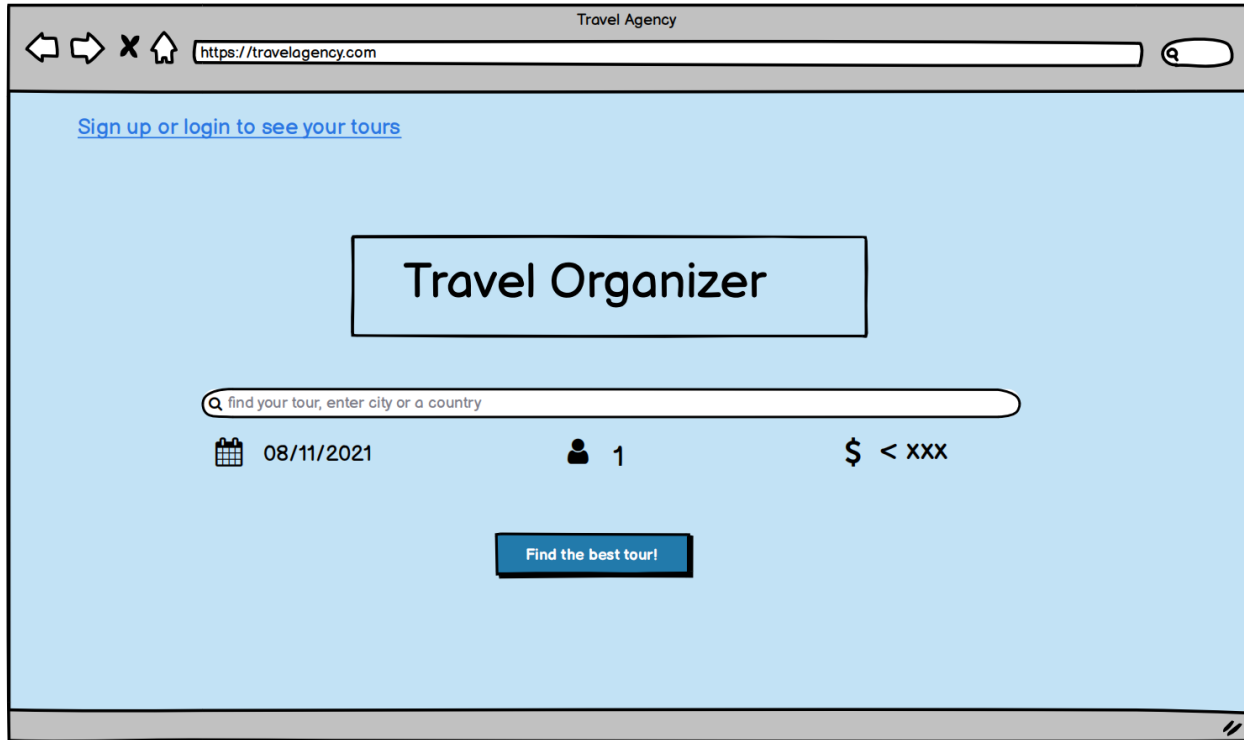 Travel Agency
https://travelagency.com
Sign up or login to see your tours
Travel Organizer
find your tour, enter city or a country
08/11/2021 1 $ < xxx
Find the best tour!